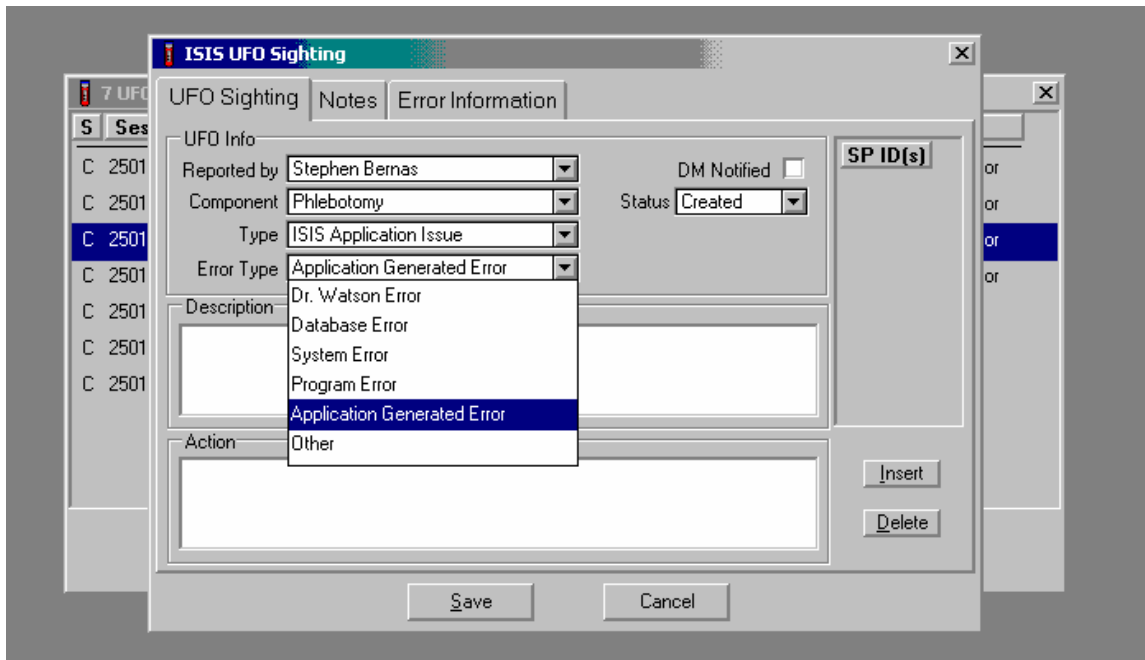 ISIS UFO Sighting
7 UFO
UFO Sighting Notes Error Information
S Ses
UFO Info
SP ID(s)
Reported by Stephen Bernas DM Notified
C 2501 or
Component Phlebotomy Status Created
C 2501 or
Type ISIS Application Issue
C 2501 or
Error Type Application Generated Error
C 2501 or
Dr. Watson Error
Description
C 2501
Database Error
C 2501
System Error
C 2501
Program Error
Application Generated Error
Action
Other
Insert
Delete
Save Cancel